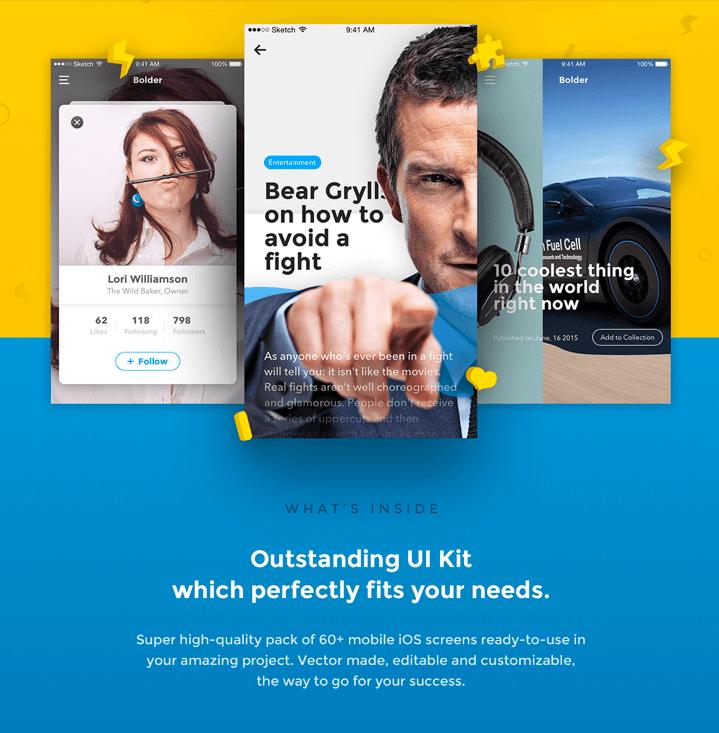 Sketch 9:41 AM 100%
Bolder
Lori Williamson
The Wild Baker, Owner
62 118 798
Likes Following Followers
+ Follow
Sketch 9:41 AM
Entertainment
Bear Grylls
on how to
avoid a
fight
As anyone who's ever been in a fight
will tell you: it isn't like the movies.
Real fights aren't well choreographed
and glamorous. People don't receive
a series of uppercuts and then
9:41 AM 100%
Bolder
Fuel Cell
Research and Technology
10 coolest thing
in the world
right now
Published on June, 16 2015
Add to Collection
WHAT'S INSIDE
Outstanding UI Kit
which perfectly fits your needs.
Super high-quality pack of 60+ mobile iOS screens ready-to-use in
your amazing project. Vector made, editable and customizable,
the way to go for your success.